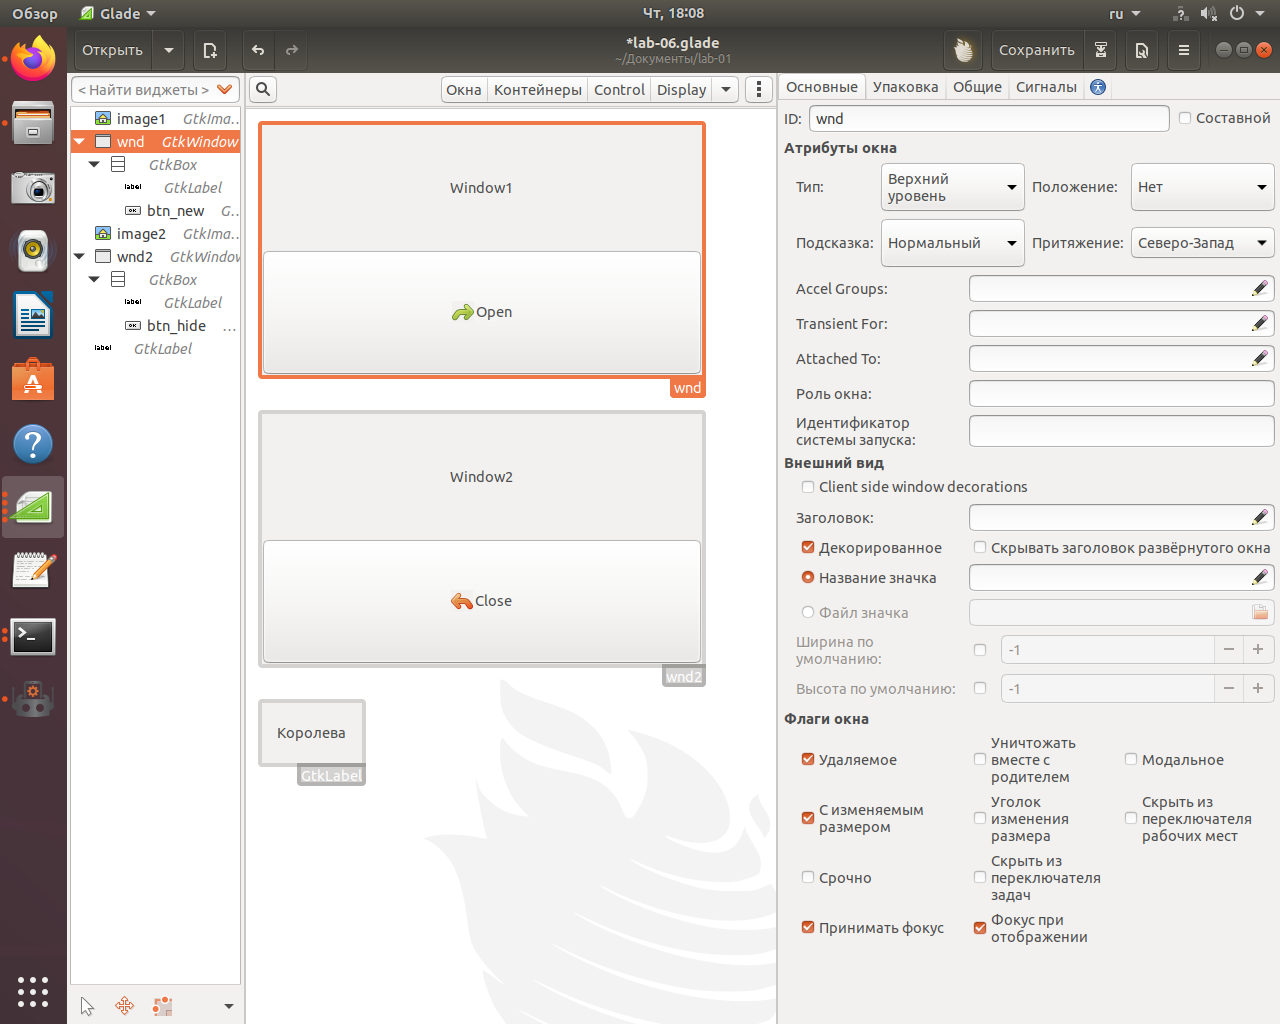 Обзор
Glade
Чт, 18:08
ru
Открыть
*lab-06.glade
~/Документы/lab-01
Сохранить
< Найти виджеты >
Окна
Контейнеры
Control
Display
image1 GtkIma...
wnd GtkWindow
GtkBox
label GtkLabel
OK btn_new G...
image2 GtkIma...
wnd2 GtkWindow
GtkBox
label GtkLabel
OK btn_hide ...
label GtkLabel
Window1
Open
wnd
Window2
Close
wnd2
Королева
GtkLabel
Основные
Упаковка
Общие
Сигналы
ID: wnd
Составной
Атрибуты окна
Тип: Верхний уровень
Положение: Нет
Подсказка: Нормальный
Притяжение: Северо-Запад
Accel Groups:
Transient For:
Attached To:
Роль окна:
Идентификатор
системы запуска:
Внешний вид
Client side window decorations
Заголовок:
Декорированное
Скрывать заголовок развёрнутого окна
Название значка
Файл значка
Ширина по
умолчанию:
-1
Высота по умолчанию:
-1
Флаги окна
Удаляемое
Уничтожать
вместе с
родителем
Модальное
С изменяемым
размером
Уголок
изменения
размера
Скрыть из
переключателя
рабочих мест
Срочно
Скрыть из
переключателя
задач
Принимать фокус
Фокус при
отображении